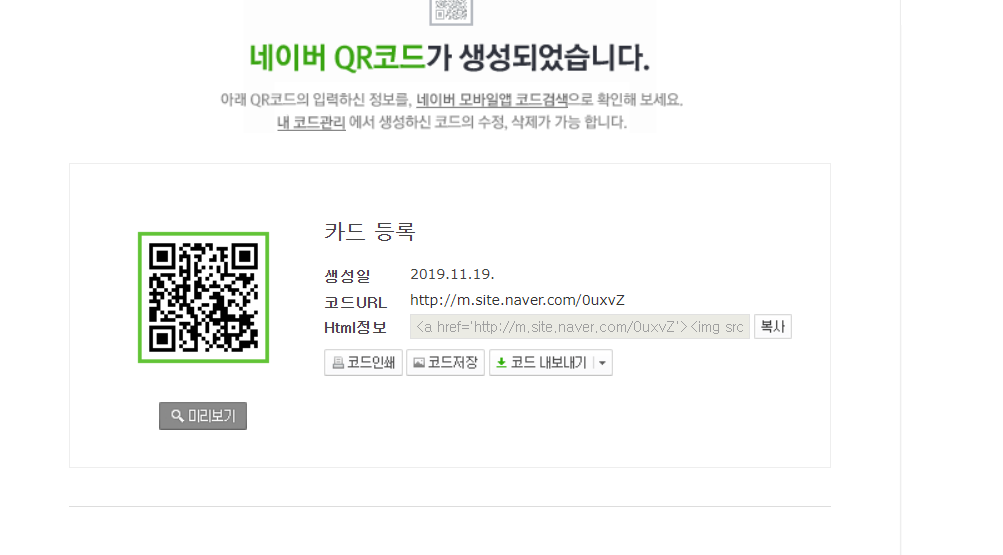 네이버 QR코드가 생성되었습니다.
아래 QR코드의 입력하신 정보를, 네이버 모바일앱 코드검색으로 확인해 보세요.
내 코드관리 에서 생성하신 코드의 수정, 삭제가 가능 합니다.
카드 등록
생성일 2019.11.19.
코드URL http://m.site.naver.com/0uxvZ
Html정보 <a href='http://m.site.naver.com/0uxvZ'><img src 복사
코드인쇄 코드저장 코드 내보내기
미리보기